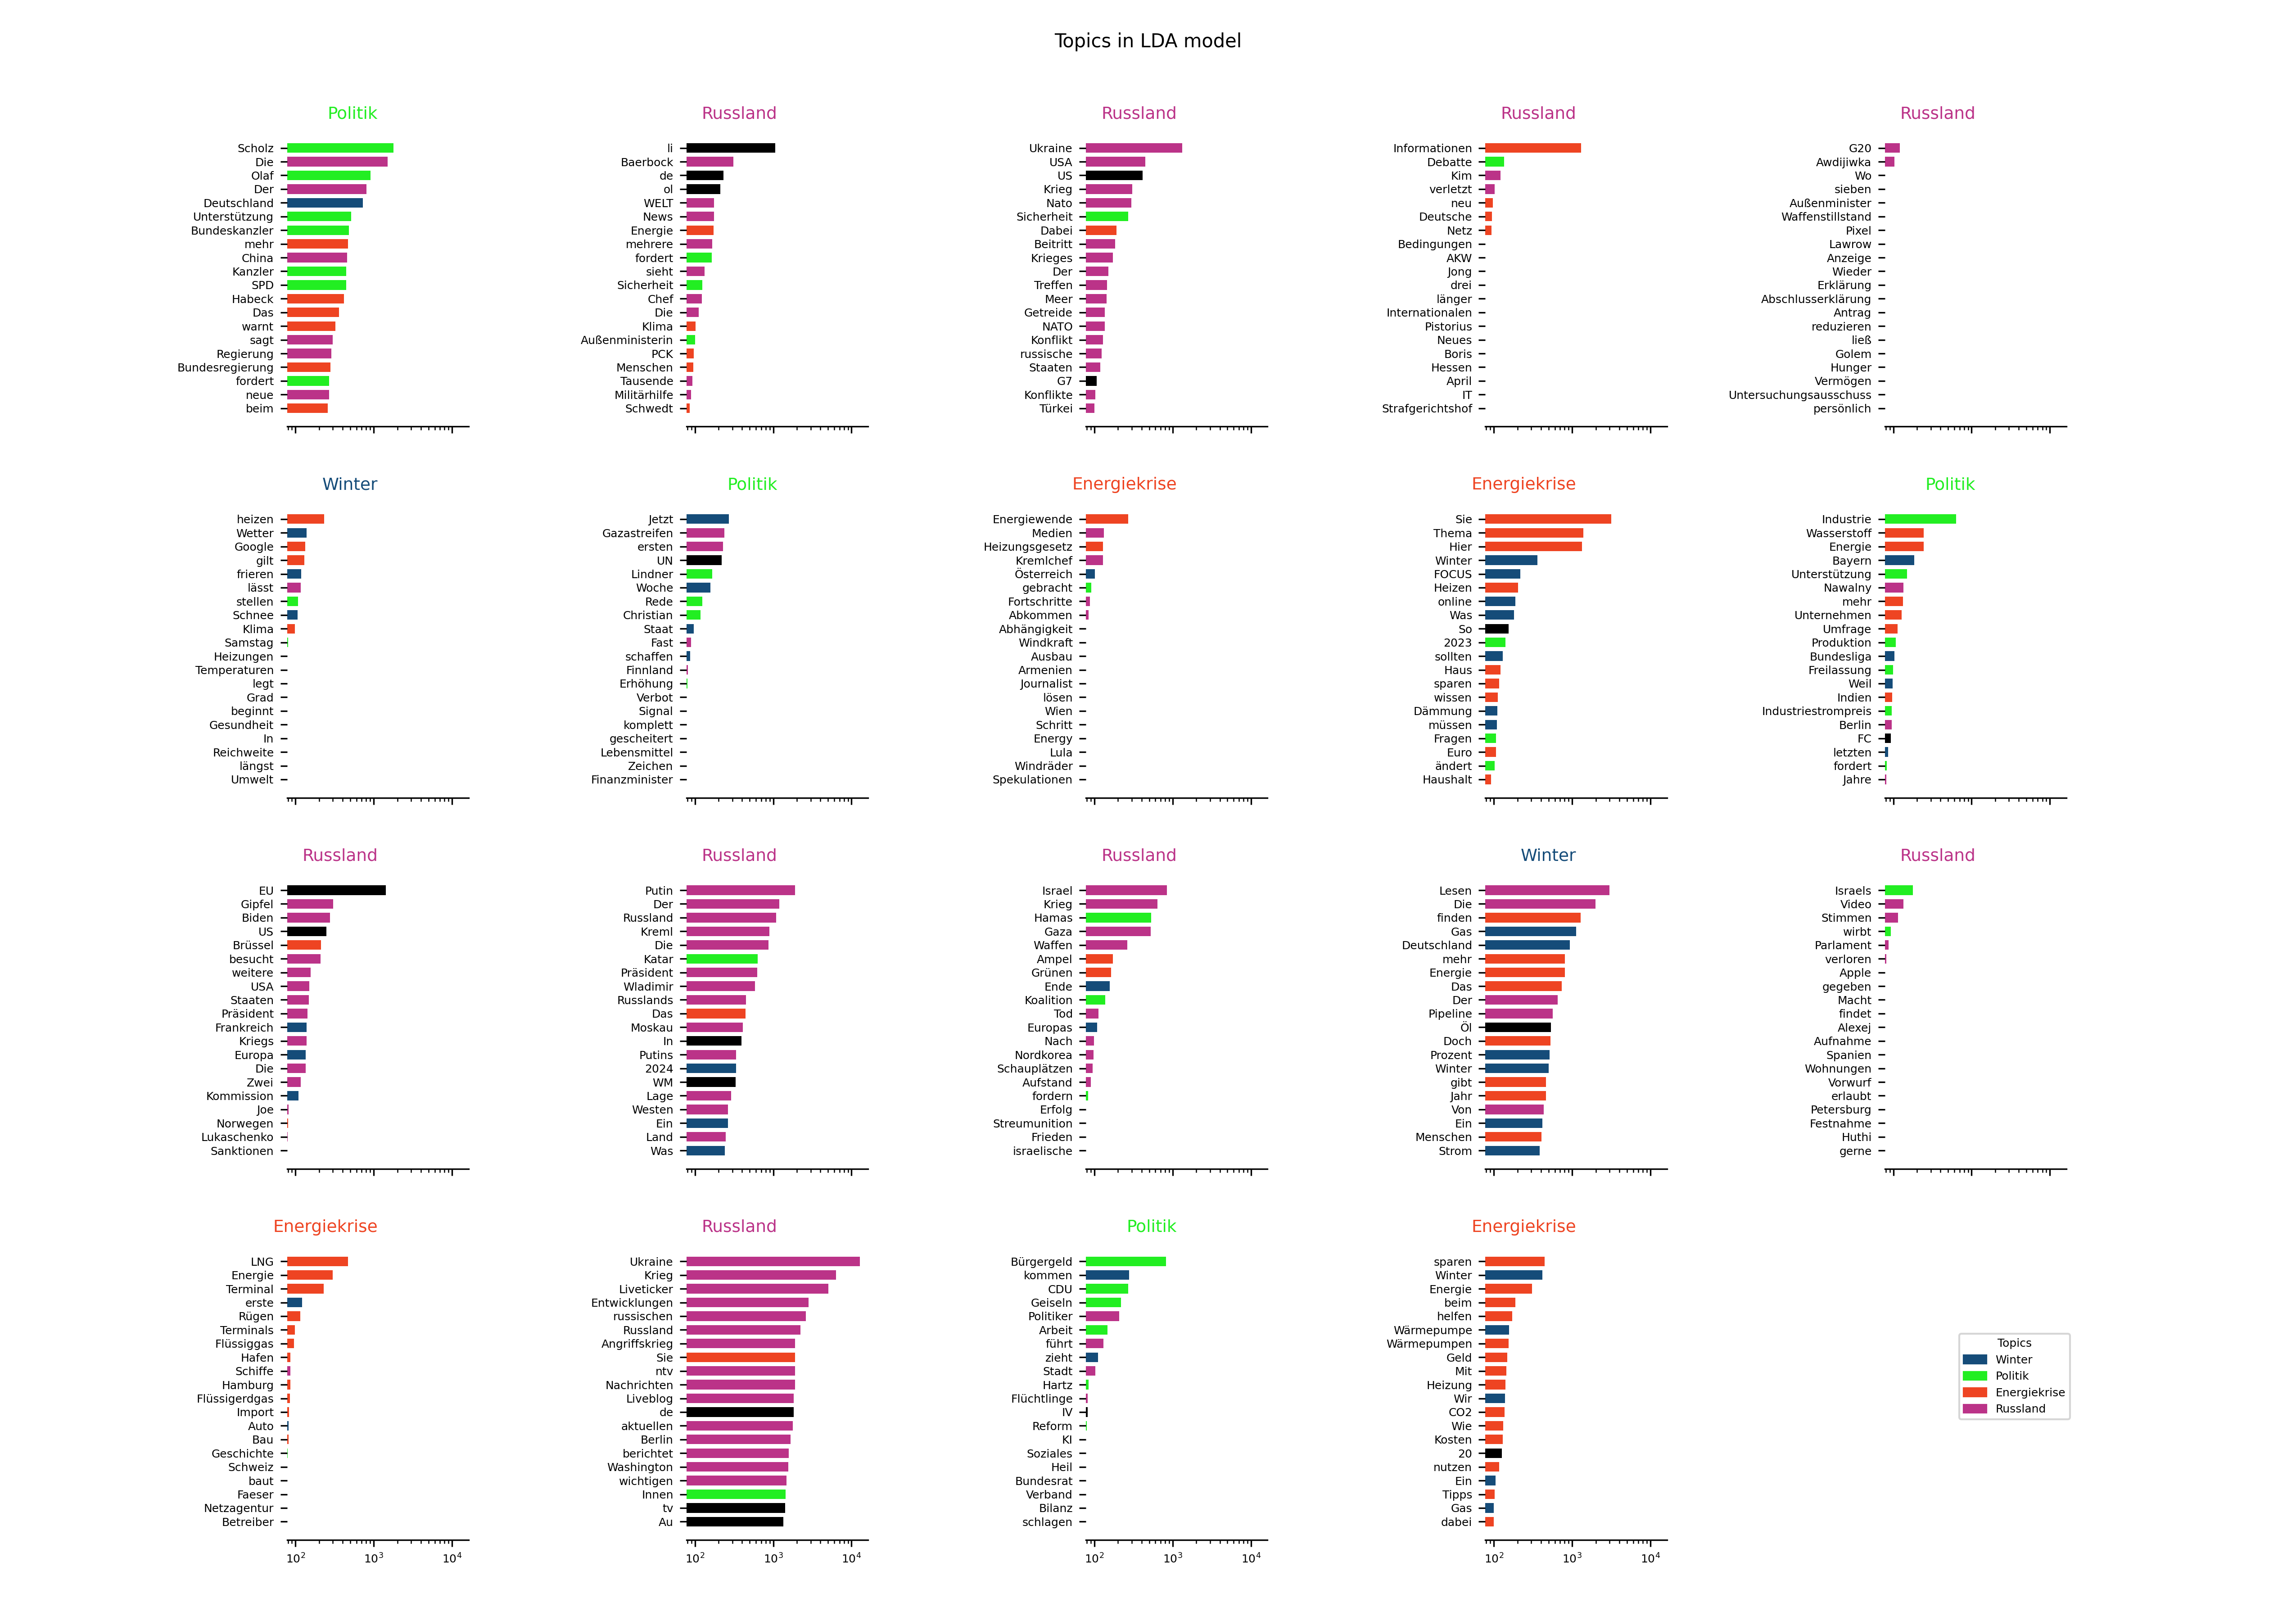 Topics in LDA model
Politik
Scholz
Die
Olaf
Der
Deutschland
Unterstützung
Bundeskanzler
mehr
China
Kanzler
SPD
Habeck
Das
warnt
sagt
Regierung
Bundesregierung
fordert
neue
beim
Russland
li
Baerbock
de
ol
WELT
News
Energie
mehrere
fordert
sieht
Sicherheit
Chef
Die
Klima
Außenministerin
PCK
Menschen
Tausende
Militärhilfe
Schwedt
Russland
Ukraine
USA
US
Krieg
Nato
Sicherheit
Dabei
Beitritt
Krieges
Der
Treffen
Meer
Getreide
NATO
Konflikt
russische
Staaten
G7
Konflikte
Türkei
Russland
Informationen
Debatte
Kim
verletzt
neu
Deutsche
Netz
Bedingungen
AKW
Jong
drei
länger
Internationalen
Pistorius
Neues
Boris
Hessen
April
IT
Strafgerichtshof
Russland
G20
Awdijiwka
Wo
sieben
Außenminister
Waffenstillstand
Pixel
Lawrow
Anzeige
Wieder
Erklärung
Abschlusserklärung
Antrag
reduzieren
ließ
Golem
Hunger
Vermögen
Untersuchungsausschuss
persönlich
Winter
heizen
Wetter
Google
gilt
frieren
lässt
stellen
Schnee
Klima
Samstag
Heizungen
Temperaturen
legt
Grad
beginnt
Gesundheit
In
Reichweite
längst
Umwelt
Politik
Jetzt
Gazastreifen
ersten
UN
Lindner
Woche
Rede
Christian
Staat
Fast
schaffen
Finnland
Erhöhung
Verbot
Signal
komplett
gescheitert
Lebensmittel
Zeichen
Finanzminister
Energiekrise
Energiewende
Medien
Heizungsgesetz
Kremlchef
Österreich
gebracht
Fortschritte
Abkommen
Abhängigkeit
Windkraft
Ausbau
Armenien
Journalist
lösen
Wien
Schritt
Energy
Lula
Windräder
Spekulationen
Energiekrise
Sie
Thema
Hier
Winter
FOCUS
Heizen
online
Was
So
2023
sollten
Haus
sparen
wissen
Dämmung
müssen
Fragen
Euro
ändert
Haushalt
Politik
Industrie
Wasserstoff
Energie
Bayern
Unterstützung
Nawalny
mehr
Unternehmen
Umfrage
Produktion
Bundesliga
Freilassung
Weil
Indien
Industriestrompreis
Berlin
FC
letzten
fordert
Jahre
Russland
EU
Gipfel
Biden
US
Brüssel
besucht
weitere
USA
Staaten
Präsident
Frankreich
Kriegs
Europa
Die
Zwei
Kommission
Joe
Norwegen
Lukaschenko
Sanktionen
Russland
Putin
Der
Russland
Kreml
Die
Katar
Präsident
Wladimir
Russlands
Das
Moskau
In
Putins
2024
WM
Lage
Westen
Ein
Land
Was
Russland
Israel
Krieg
Hamas
Gaza
Waffen
Ampel
Grünen
Ende
Koalition
Tod
Europas
Nach
Nordkorea
Schauplätzen
Aufstand
fordern
Erfolg
Streumunition
Frieden
israelische
Winter
Lesen
Die
finden
Gas
Deutschland
mehr
Energie
Das
Der
Pipeline
Öl
Doch
Prozent
Winter
gibt
Jahr
Von
Ein
Menschen
Strom
Russland
Israels
Video
Stimmen
wirbt
Parlament
verloren
Apple
gegeben
Macht
findet
Alexej
Aufnahme
Spanien
Wohnungen
Vorwurf
erlaubt
Petersburg
Festnahme
Huthi
gerne
Energiekrise
LNG
Energie
Terminal
erste
Rügen
Terminals
Flüssiggas
Hafen
Schiffe
Hamburg
Flüssigerdgas
Import
Auto
Bau
Geschichte
Schweiz
baut
Faeser
Netzagentur
Betreiber
10² 10³ 10⁴
Russland
Ukraine
Krieg
Liveticker
Entwicklungen
russischen
Russland
Angriffskrieg
Sie
ntv
Nachrichten
Liveblog
de
aktuellen
Berlin
berichtet
Washington
wichtigen
Innen
tv
Au
10² 10³ 10⁴
Politik
Bürgergeld
kommen
CDU
Geiseln
Politiker
Arbeit
führt
zieht
Stadt
Hartz
Flüchtlinge
IV
Reform
KI
Soziales
Heil
Bundesrat
Verband
Bilanz
schlagen
10² 10³ 10⁴
Energiekrise
sparen
Winter
Energie
beim
helfen
Wärmepumpe
Wärmepumpen
Geld
Mit
Heizung
Wir
CO2
Wie
Kosten
20
nutzen
Ein
Tipps
Gas
dabei
10² 10³ 10⁴
Topics
Winter
Politik
Energiekrise
Russland